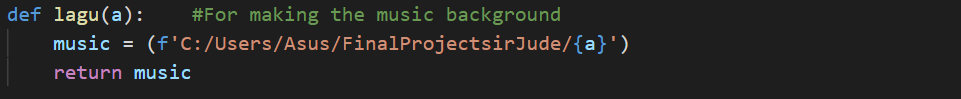 def lagu(a):    #For making the music background
    music = (f'C:/Users/Asus/FinalProjectsirJude/{a}')
    return music